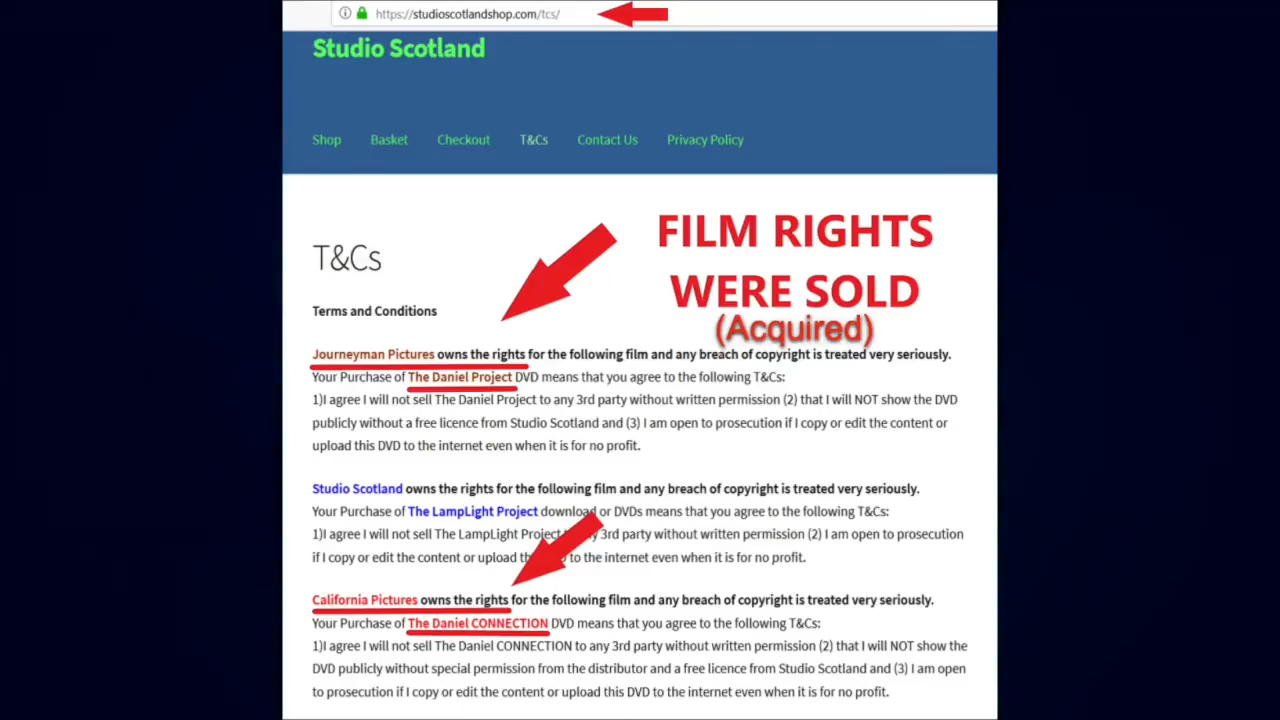 https://studioscotlandshop.com/tcs/
Studio Scotland
Shop Basket Checkout T&Cs Contact Us Privacy Policy
FILM RIGHTS
WERE SOLD
(Acquired)
T&Cs
Terms and Conditions
Journeyman Pictures owns the rights for the following film and any breach of copyright is treated very seriously.
Your Purchase of The Daniel Project DVD means that you agree to the following T&Cs:
1)I agree I will not sell The Daniel Project to any 3rd party without written permission (2) that I will NOT show the DVD
publicly without a free licence from Studio Scotland and (3) I am open to prosecution if I copy or edit the content or
upload this DVD to the internet even when it is for no profit.
Studio Scotland owns the rights for the following film and any breach of copyright is treated very seriously.
Your Purchase of The LampLight Project download or DVDs means that you agree to the following T&Cs:
1)I agree I will not sell The LampLight Project 3rd party without written permission (2) I am open to prosecution
if I copy or edit the content or upload to the internet even when it is for no profit.
California Pictures owns the rights for the following film and any breach of copyright is treated very seriously.
Your Purchase of The Daniel CONNECTION DVD means that you agree to the following T&Cs:
1)I agree I will not sell The Daniel CONNECTION to any 3rd party without written permission (2) that I will NOT show the
DVD publicly without special permission from the distributor and a free licence from Studio Scotland and (3) I am open
to prosecution if I copy or edit the content or upload this DVD to the internet even when it is for no profit.